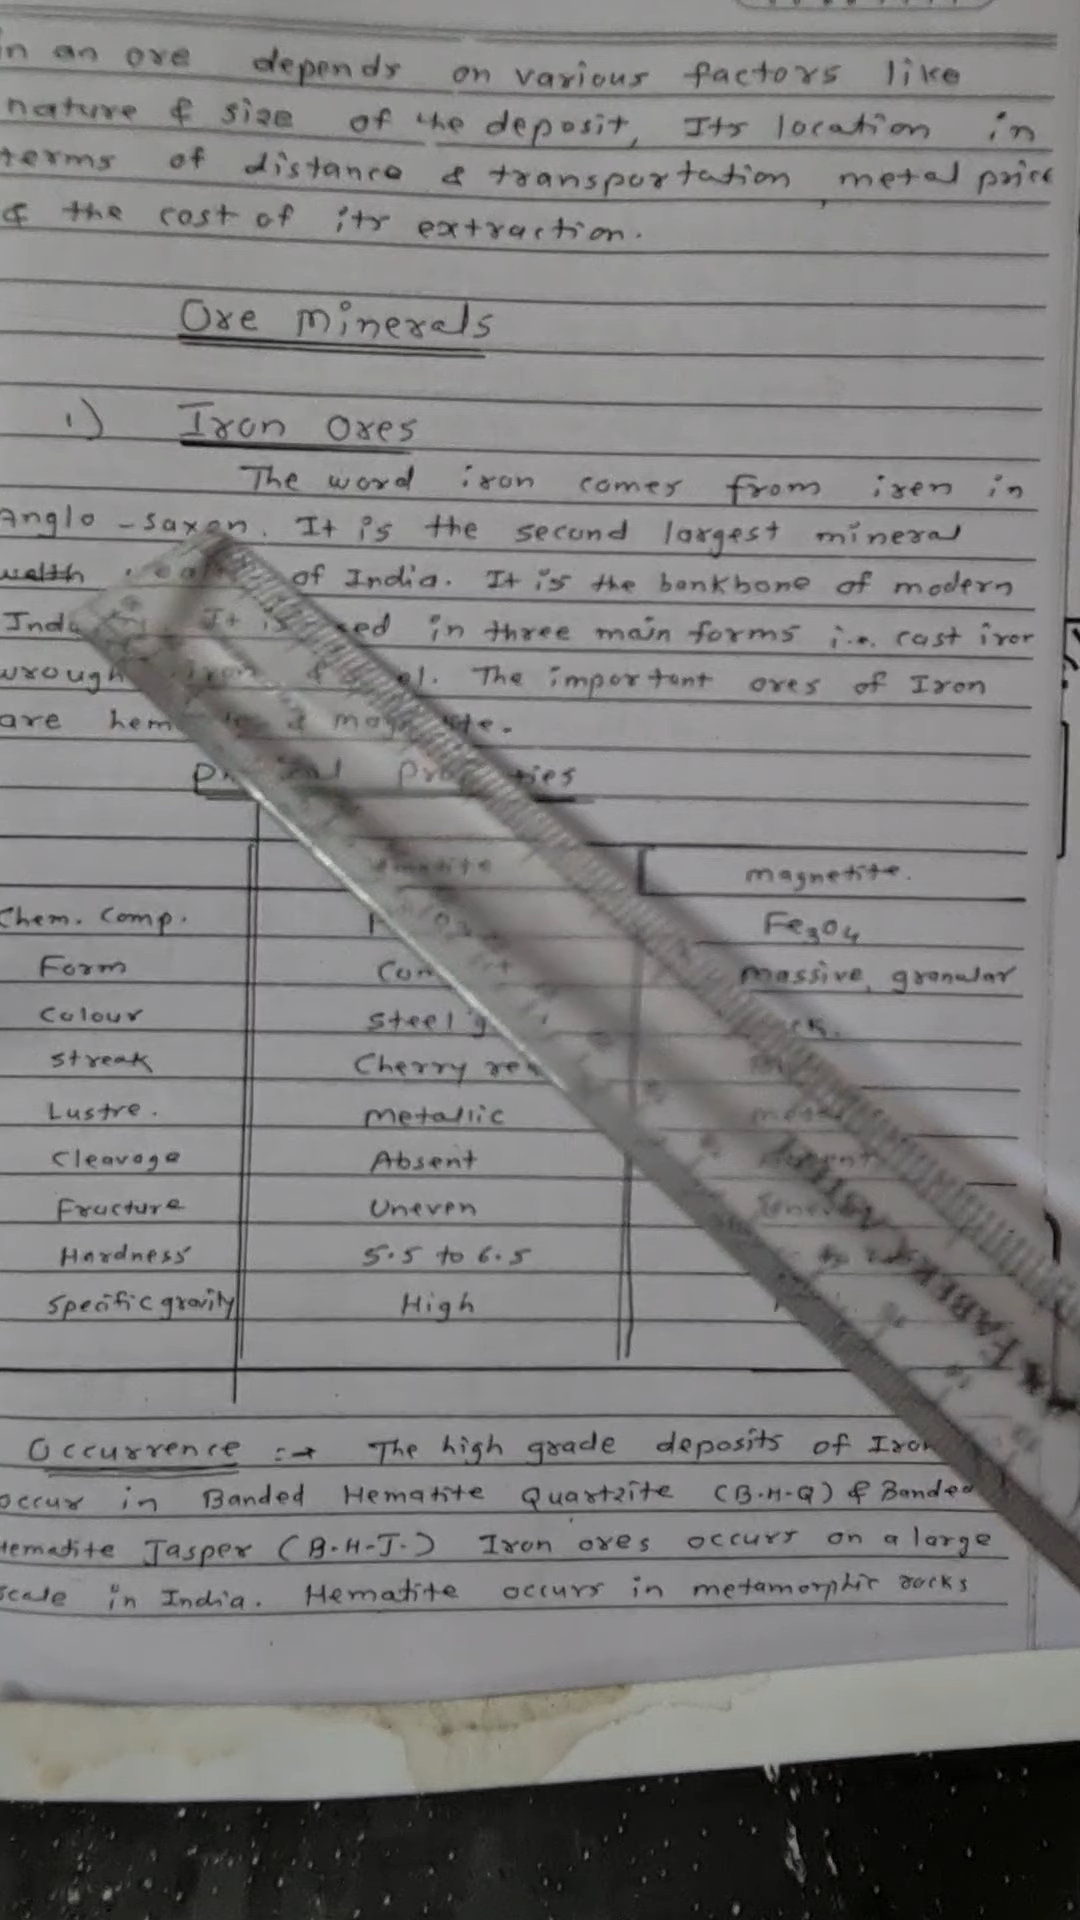 in an ore depends on various factors like
nature & size of the deposit, Its location in
terms of distance & transportation, metal price
& the cost of its extraction.
Ore minerals
1) Iron Ores
The word iron comes from iren in
Anglo-saxon. It is the second largest mineral
of India. It is the bonkbone of modern
It is in three main forms i.e. cast iron
The important ores of Iron
are
magnetite.
Chem. Comp. Fe3O4
Form massive, granular
Colour Steel
Streak Cherry
Lustre. Metallic
Cleavage Absent
Fracture Uneven
Hardness 5.5 to 6.5
Specific gravity High
FABER-CASTELL
Occurrence :→ The high grade deposits of Iron
occur in Banded Hematite Quartzite (B.H.Q) & Banded
Hematite Jasper (B.H.J.) Iron ores occurs on a large
scale in India. Hematite occurs in metamorphic rocks